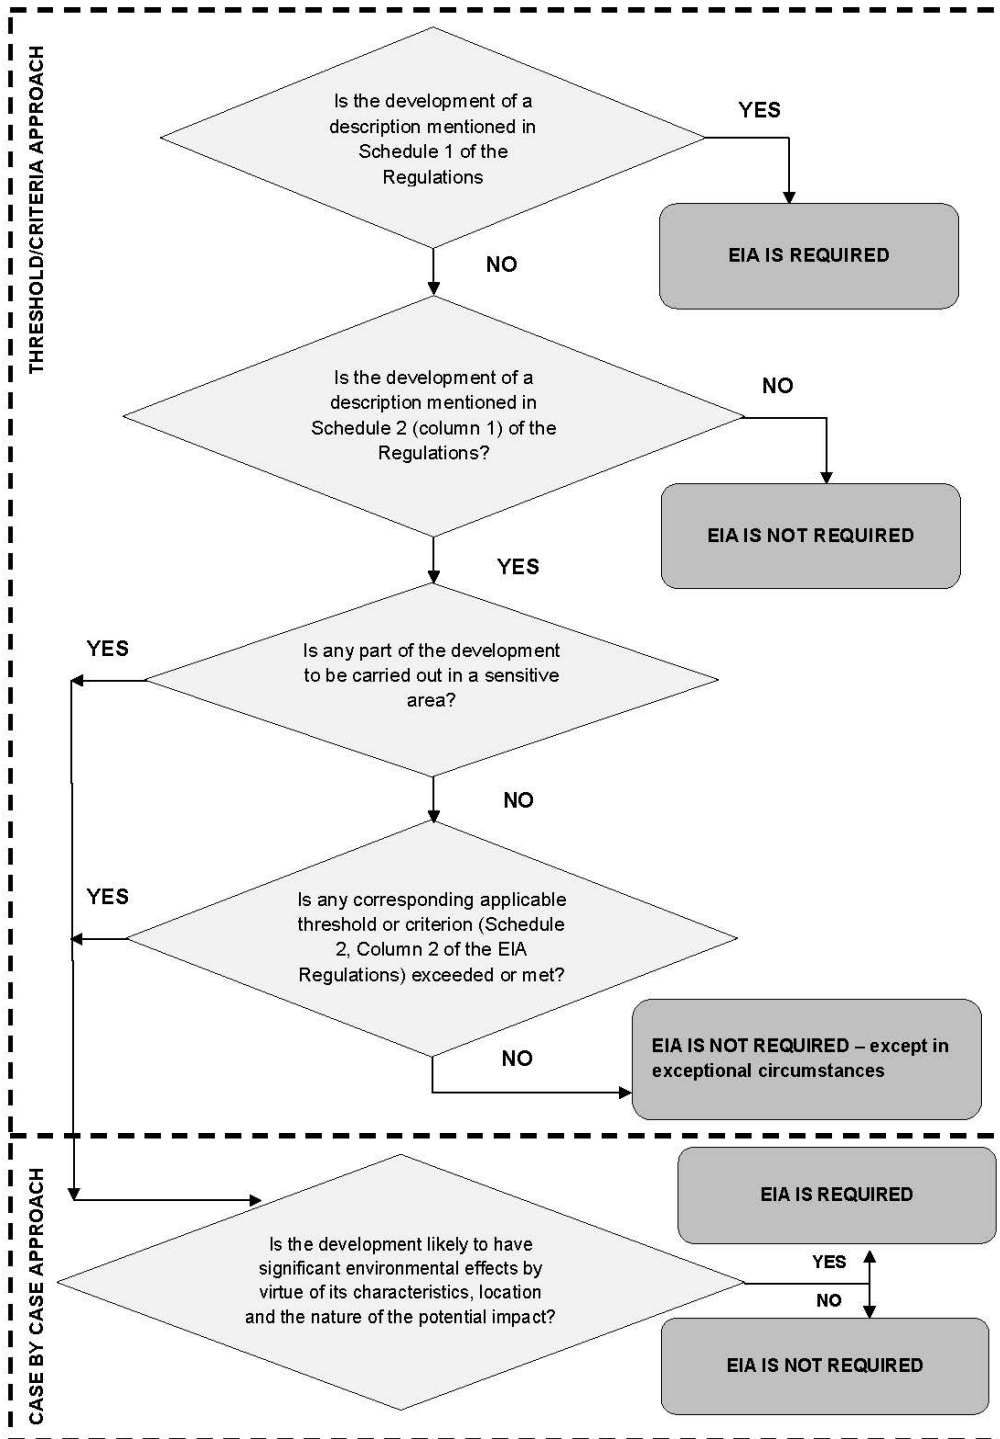 THRESHOLD/CRITERIA APPROACH
Is the development of a
description mentioned in
Schedule 1 of the
Regulations
YES
EIA IS REQUIRED
NO
Is the development of a
description mentioned in
Schedule 2 (column 1) of the
Regulations?
NO
EIA IS NOT REQUIRED
YES
Is any part of the development
to be carried out in a sensitive
area?
YES
NO
Is any corresponding applicable
threshold or criterion (Schedule
2, Column 2 of the EIA
Regulations) exceeded or met?
YES
NO
EIA IS NOT REQUIRED – except in
exceptional circumstances
CASE BY CASE APPROACH
Is the development likely to have
significant environmental effects by
virtue of its characteristics, location
and the nature of the potential impact?
YES
EIA IS REQUIRED
NO
EIA IS NOT REQUIRED